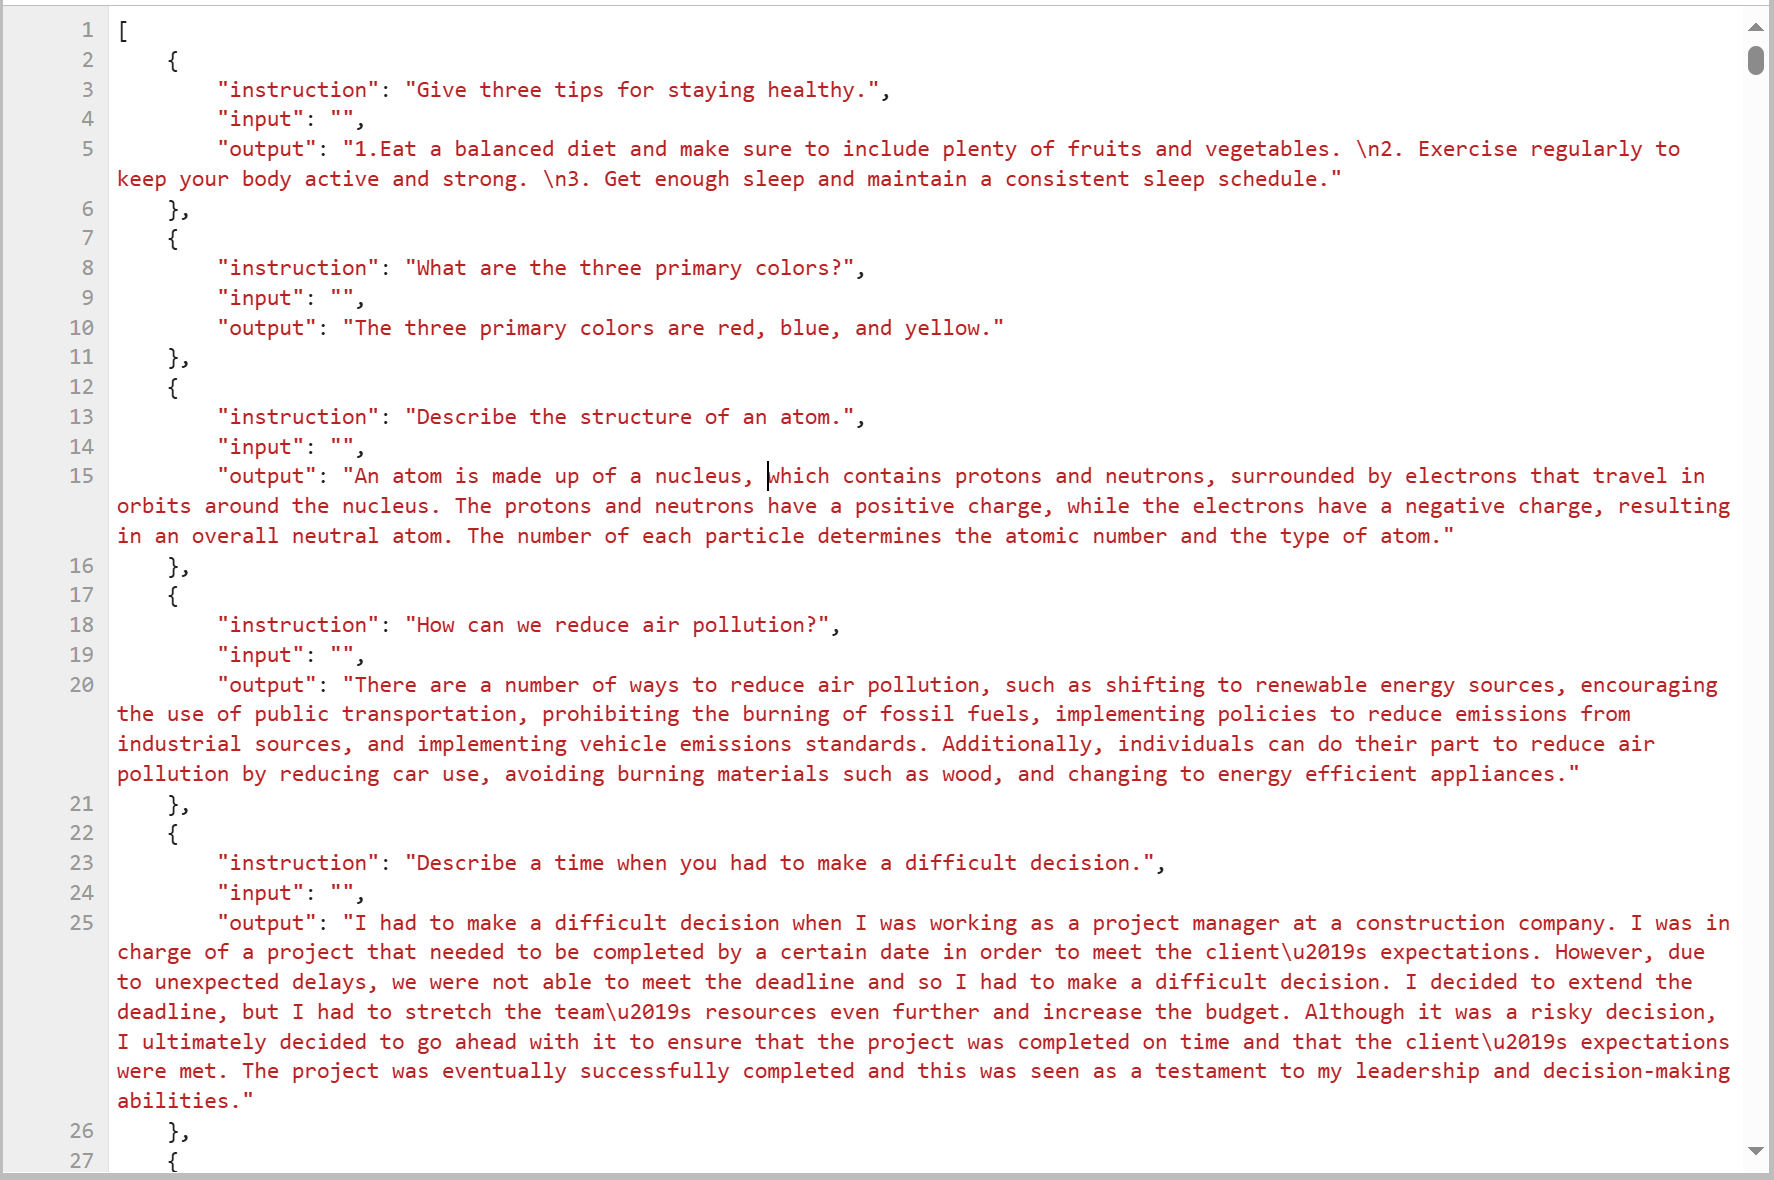 1 [
2     {
3         "instruction": "Give three tips for staying healthy.",
4         "input": "",
5         "output": "1.Eat a balanced diet and make sure to include plenty of fruits and vegetables. \n2. Exercise regularly to
keep your body active and strong. \n3. Get enough sleep and maintain a consistent sleep schedule."
6     },
7     {
8         "instruction": "What are the three primary colors?",
9         "input": "",
10         "output": "The three primary colors are red, blue, and yellow."
11     },
12     {
13         "instruction": "Describe the structure of an atom.",
14         "input": "",
15         "output": "An atom is made up of a nucleus, which contains protons and neutrons, surrounded by electrons that travel in
orbits around the nucleus. The protons and neutrons have a positive charge, while the electrons have a negative charge, resulting
in an overall neutral atom. The number of each particle determines the atomic number and the type of atom."
16     },
17     {
18         "instruction": "How can we reduce air pollution?",
19         "input": "",
20         "output": "There are a number of ways to reduce air pollution, such as shifting to renewable energy sources, encouraging
the use of public transportation, prohibiting the burning of fossil fuels, implementing policies to reduce emissions from
industrial sources, and implementing vehicle emissions standards. Additionally, individuals can do their part to reduce air
pollution by reducing car use, avoiding burning materials such as wood, and changing to energy efficient appliances."
21     },
22     {
23         "instruction": "Describe a time when you had to make a difficult decision.",
24         "input": "",
25         "output": "I had to make a difficult decision when I was working as a project manager at a construction company. I was in
charge of a project that needed to be completed by a certain date in order to meet the client\u2019s expectations. However, due
to unexpected delays, we were not able to meet the deadline and so I had to make a difficult decision. I decided to extend the
deadline, but I had to stretch the team\u2019s resources even further and increase the budget. Although it was a risky decision,
I ultimately decided to go ahead with it to ensure that the project was completed on time and that the client\u2019s expectations
were met. The project was eventually successfully completed and this was seen as a testament to my leadership and decision-making
abilities."
26     },
27     {